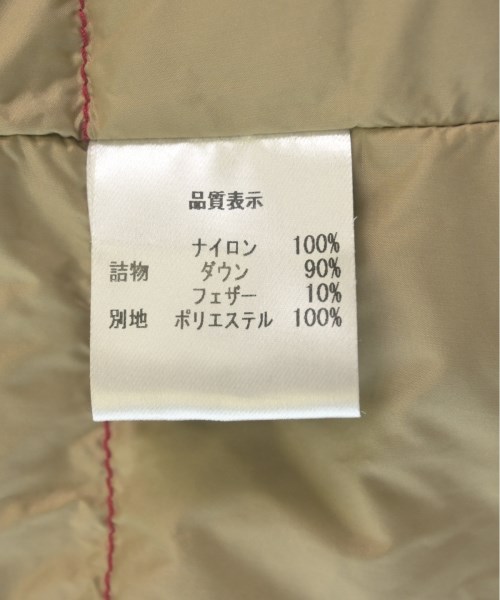 品質表示
ナイロン 100%
詰物 ダウン 90%
フェザー 10%
別地 ポリエステル 100%